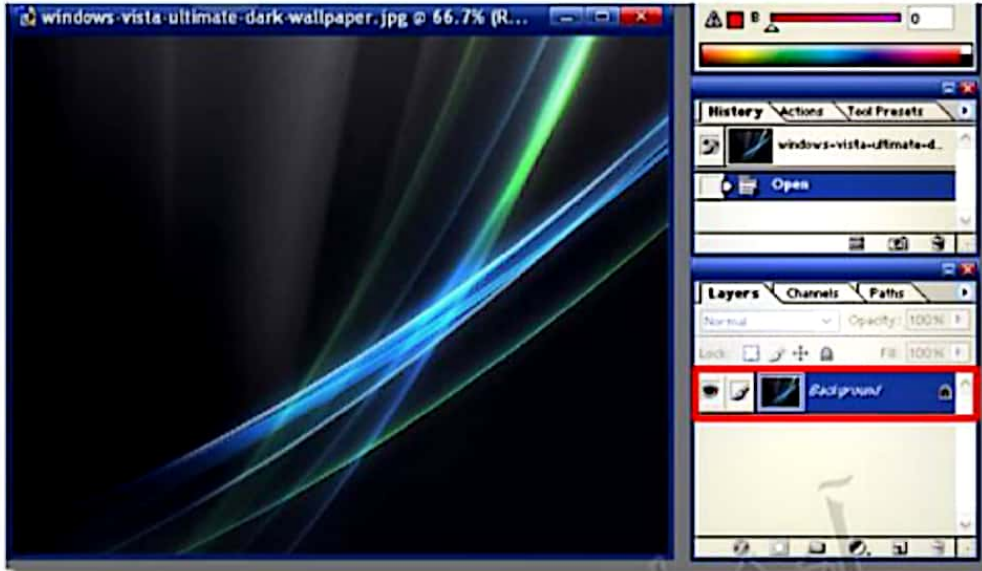 windows-vista-ultimate-dark-wallpaper.jpg @ 66.7% (R...
B
0
History
Actions
Tool Presets
windows-vista-ultimate-d...
Open
Layers
Channels
Paths
Normal
Opacity: 100%
Lock:
Fill: 100%
Background